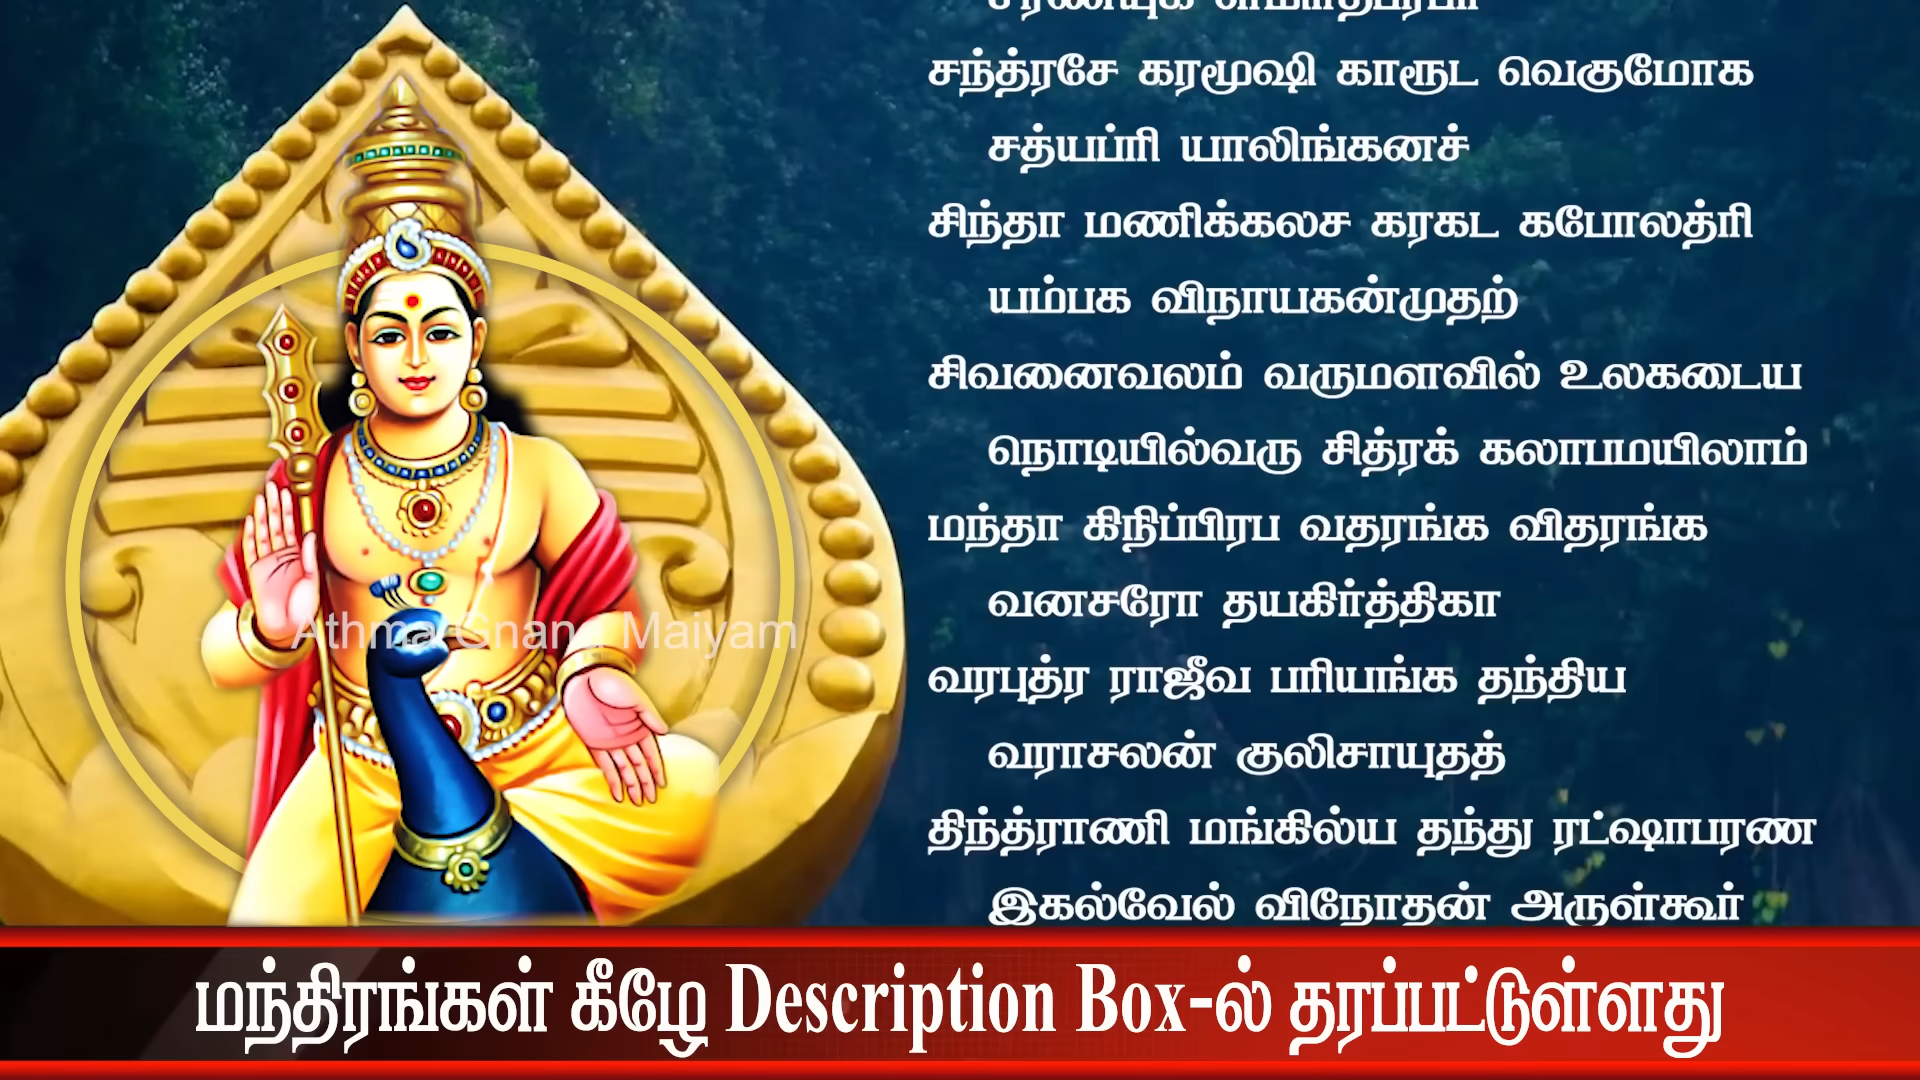 சந்த்ரசே கரமூஷி காரூட வெகுமோக
சத்யப்ரி யாலிங்கனச்
சிந்தா மணிக்கலச கரகட கபோலத்ரி
யம்பக விநாயகன்முதற்
சிவனைவலம் வருமளவில் உலகடைய
நொடியில்வரு சித்ரக் கலாபமயிலாம்
மந்தா கிநிப்பிரப வதரங்க விதரங்க
வனசரோ தயகிர்த்திகா
வரபுத்ர ராஜீவ பரியங்க தந்திய
வராசலன் குலிசாயுதத்
திந்த்ராணி மங்கில்ய தந்து ரட்ஷாபரண
இகல்வேல் விநோதன் அருள்கூர்
Athma Gnana Maiyam
மந்திரங்கள் கீழே Description Box-ல் தரப்பட்டுள்ளது